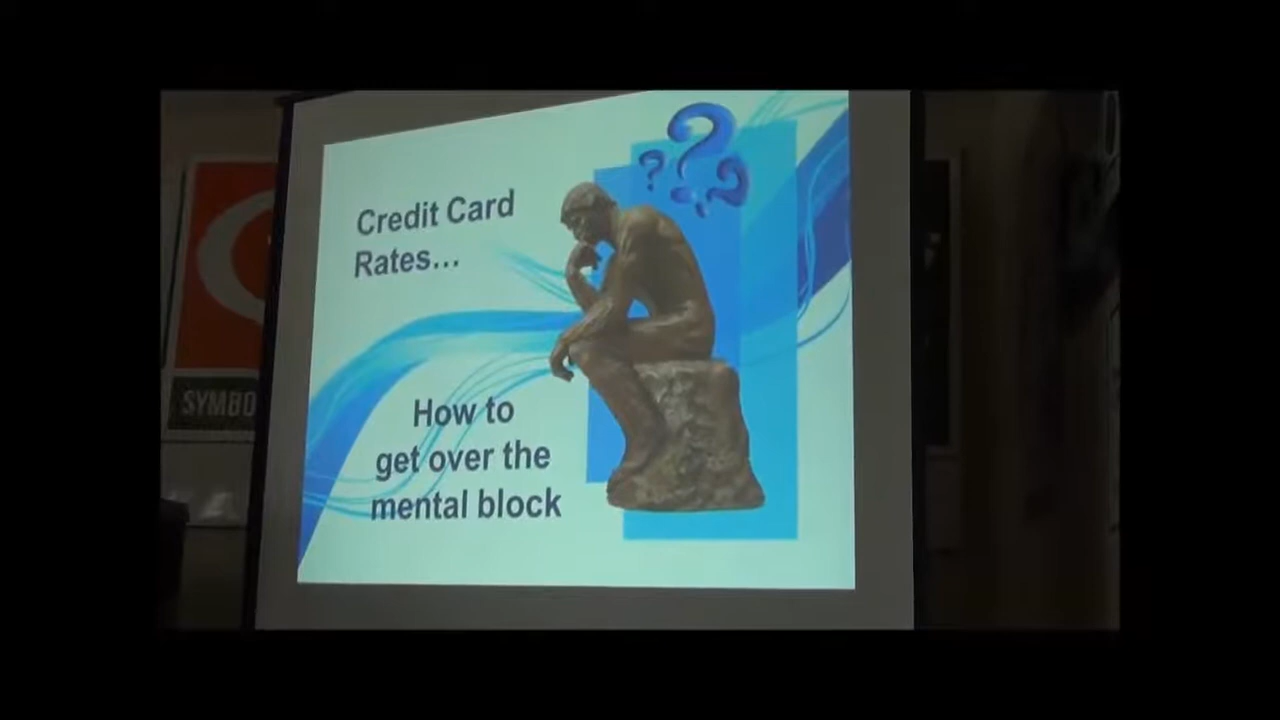 Credit Card
Rates...
How to
get over the
mental block
SYMBO